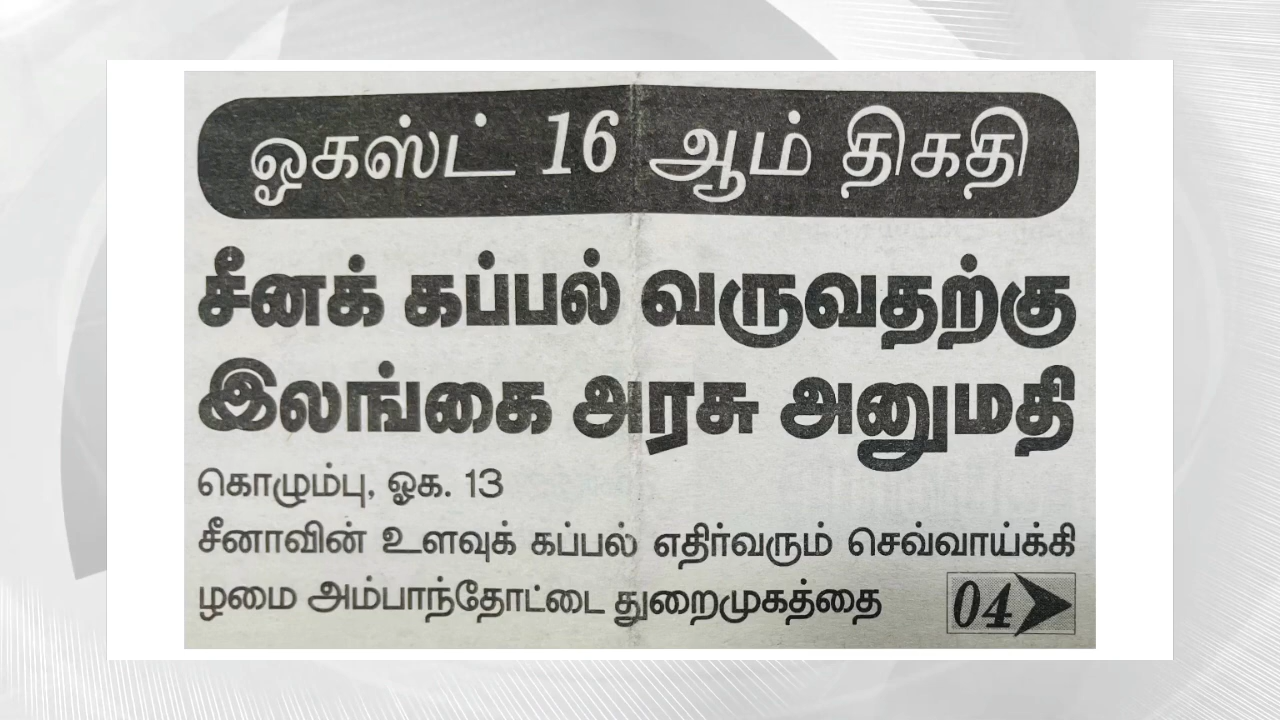 ஓகஸ்ட் 16 ஆம் திகதி
சீனக் கப்பல் வருவதற்கு
இலங்கை அரசு அனுமதி
கொழும்பு, ஓக. 13
சீனாவின் உளவுக் கப்பல் எதிர்வரும் செவ்வாய்க்கி
ழமை அம்பாந்தோட்டை துறைமுகத்தை 04